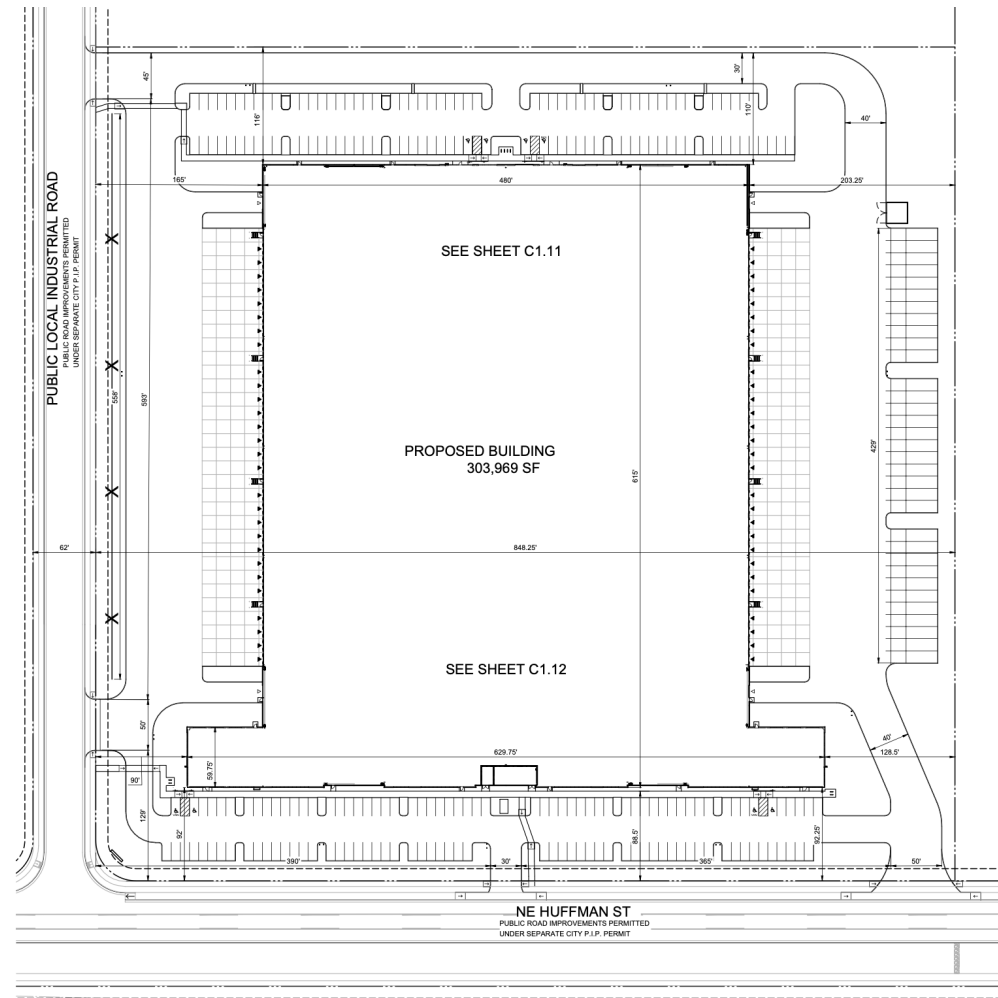 45'
30'
116'
110'
40'
165'
480'
203.25'
PUBLIC LOCAL INDUSTRIAL ROAD
PUBLIC ROAD IMPROVEMENTS PERMITTED
UNDER SEPARATE CITY P.I.P. PERMIT
SEE SHEET C1.11
558'
593'
429'
PROPOSED BUILDING
303,969 SF
615'
62'
848.25'
SEE SHEET C1.12
50'
40'
629.75'
128.5'
59.75'
90'
129'
92'
88.5'
92.25'
390'
30'
365'
50'
NE HUFFMAN ST
PUBLIC ROAD IMPROVEMENTS PERMITTED
UNDER SEPARATE CITY P.I.P. PERMIT